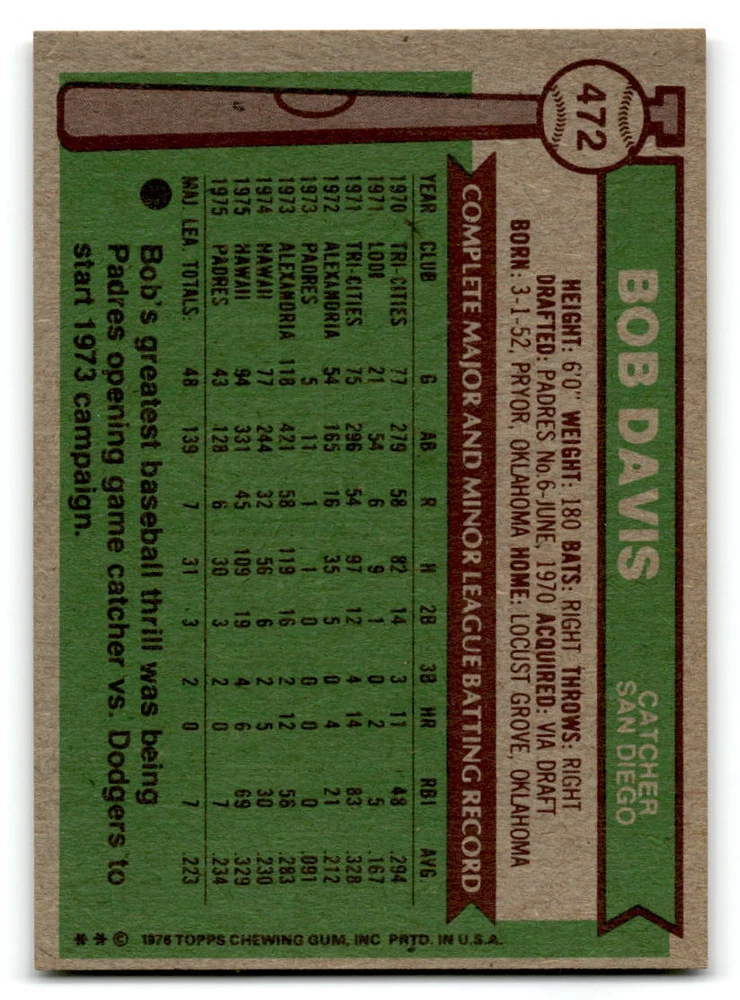 472
BOB DAVIS
CATCHER
SAN DIEGO
HEIGHT: 6'0" WEIGHT: 180 BATS: RIGHT THROWS: RIGHT
DRAFTED: PADRES No. 6-JUNE, 1970 ACQUIRED: VIA DRAFT
BORN: 3-1-52, PRYOR, OKLAHOMA HOME: LOCUST GROVE, OKLAHOMA
COMPLETE MAJOR AND MINOR LEAGUE BATTING RECORD
YEAR CLUB G AB R H 2B 3B HR RBI AVG
1970 TRI-CITIES 77 279 58 82 14 3 11 48 .294
1971 LODI 21 54 6 9 1 0 2 5 .167
1971 TRI-CITIES 75 296 54 97 12 4 14 83 .328
1972 ALEXANDRIA 54 165 16 35 5 0 4 21 .212
1973 PADRES 5 11 1 1 0 0 0 0 .091
1973 ALEXANDRIA 118 421 58 119 16 2 12 56 .283
1974 HAWAII 77 244 32 56 6 2 5 30 .230
1975 HAWAII 94 331 45 109 19 4 6 69 .329
1975 PADRES 43 128 6 30 3 2 0 7 .234
MAJ. LEA. TOTALS: 48 139 7 31 3 2 0 7 .223
Bob's greatest baseball thrill was being
Padres opening game catcher vs. Dodgers to
start 1973 campaign.
** © 1976 TOPPS CHEWING GUM, INC PRTD. IN U.S.A.